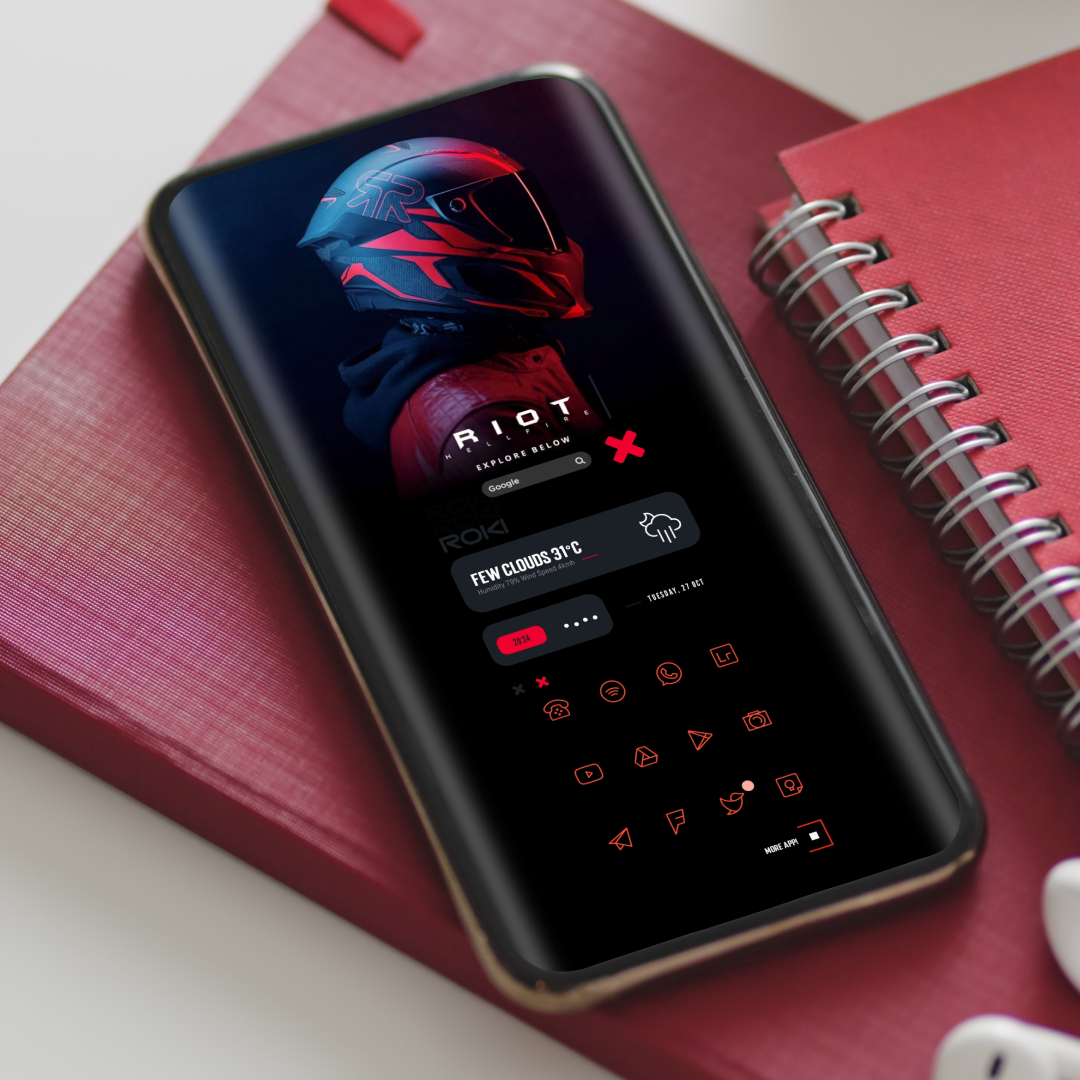 RIOT
HELLFIRE
EXPLORE BELOW
Google
ROKI
FEW CLOUDS 31°C
Humidity 79% Wind Speed 4kmh
TUESDAY, 27 OCT
20:24
Lr
MORE APP!